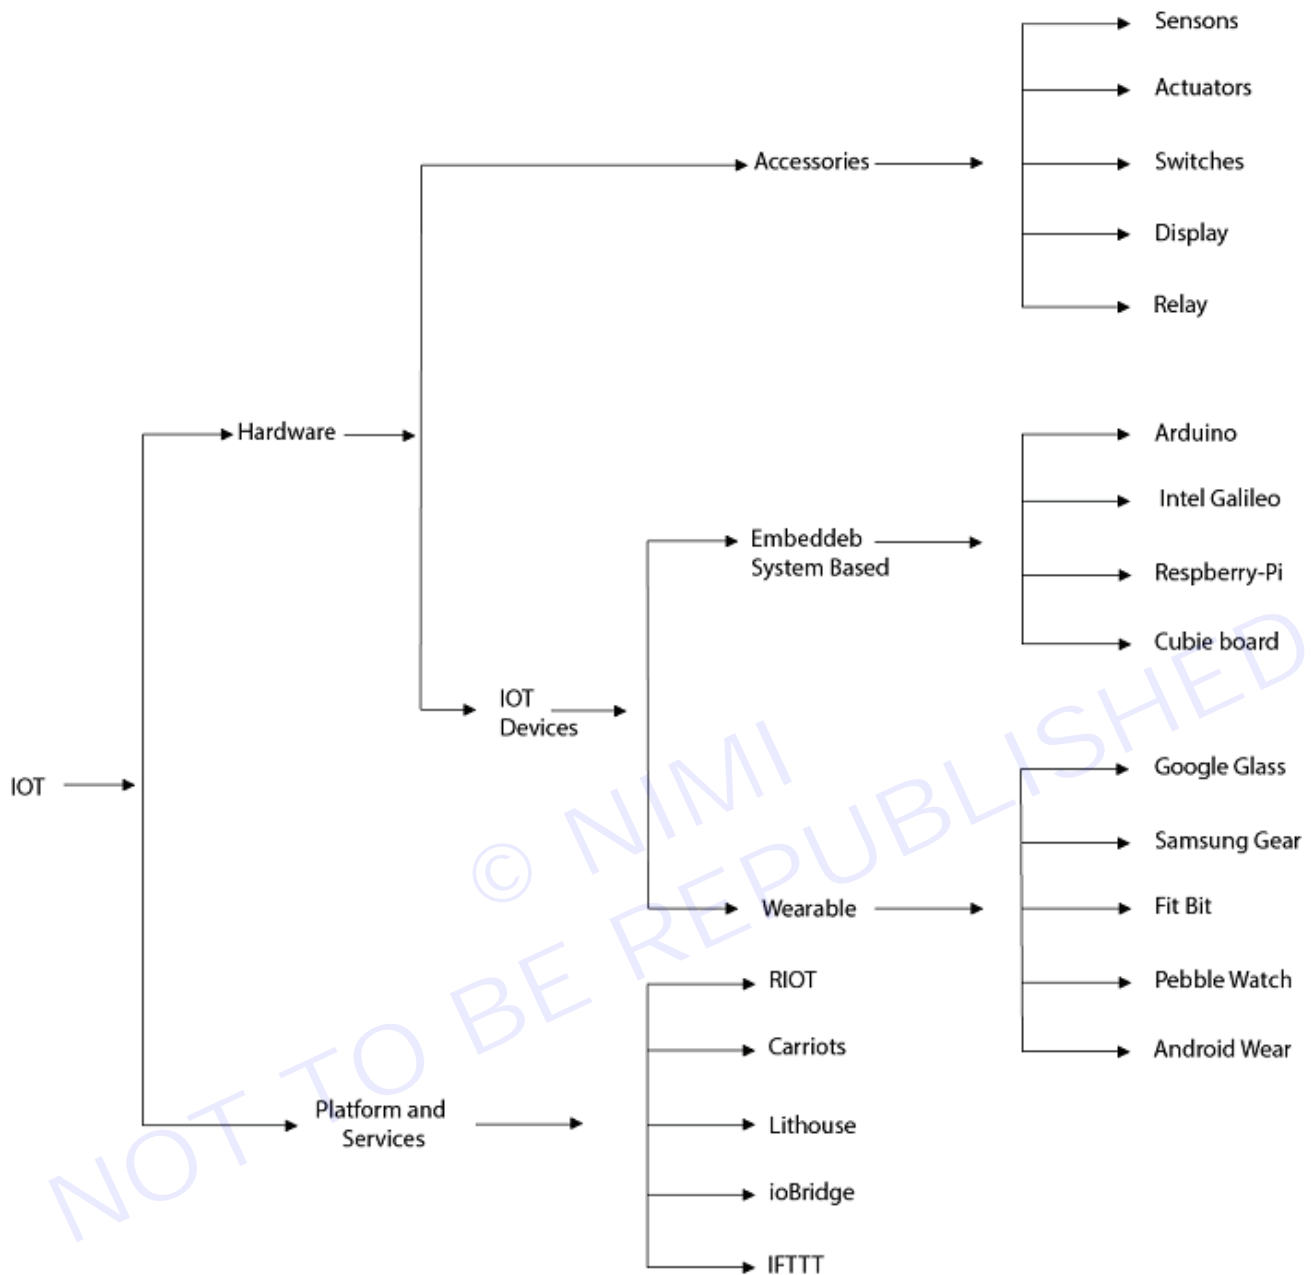 Sensons
Actuators
Accessories
Switches
Display
Relay
Hardware
Arduino
Intel Galileo
Embeddeb
System Based
Respberry-Pi
Cubie board
IOT
Devices
IOT
Google Glass
Samsung Gear
Wearable
Fit Bit
Pebble Watch
Android Wear
RIOT
Carriots
Platform and
Services
Lithouse
ioBridge
IFTTT
© NIMI
NOT TO BE REPUBLISHED